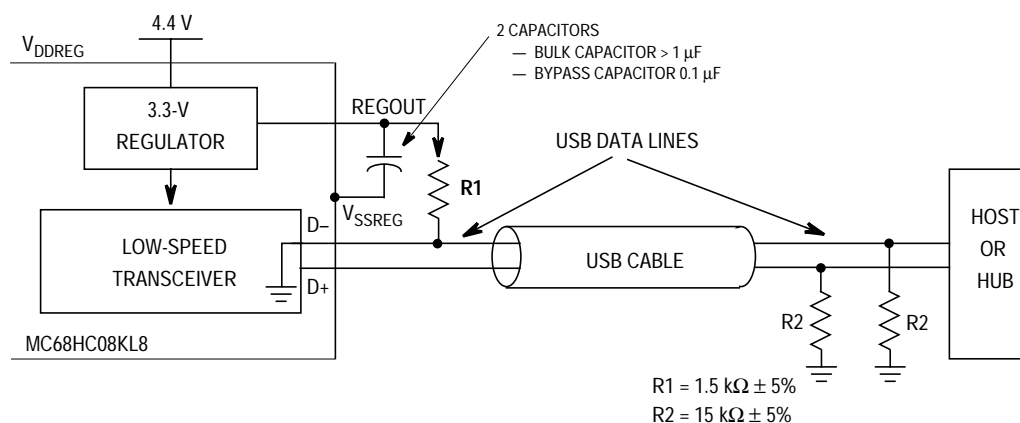 4.4 V
VDDREG
2 CAPACITORS
— BULK CAPACITOR > 1 µF
— BYPASS CAPACITOR 0.1 µF
3.3-V
REGULATOR
REGOUT
USB DATA LINES
R1
VSSREG
D–
LOW-SPEED
TRANSCEIVER
D+
USB CABLE
HOST
OR
HUB
R2
R2
MC68HC08KL8
R1 = 1.5 kΩ ± 5%
R2 = 15 kΩ ± 5%